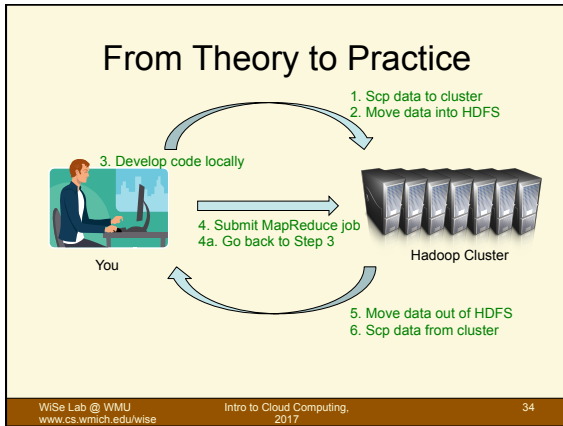 From Theory to Practice
1. Scp data to cluster
2. Move data into HDFS
3. Develop code locally
4. Submit MapReduce job
4a. Go back to Step 3
You
Hadoop Cluster
5. Move data out of HDFS
6. Scp data from cluster
WiSe Lab @ WMU
www.cs.wmich.edu/wise
Intro to Cloud Computing,
2017
34